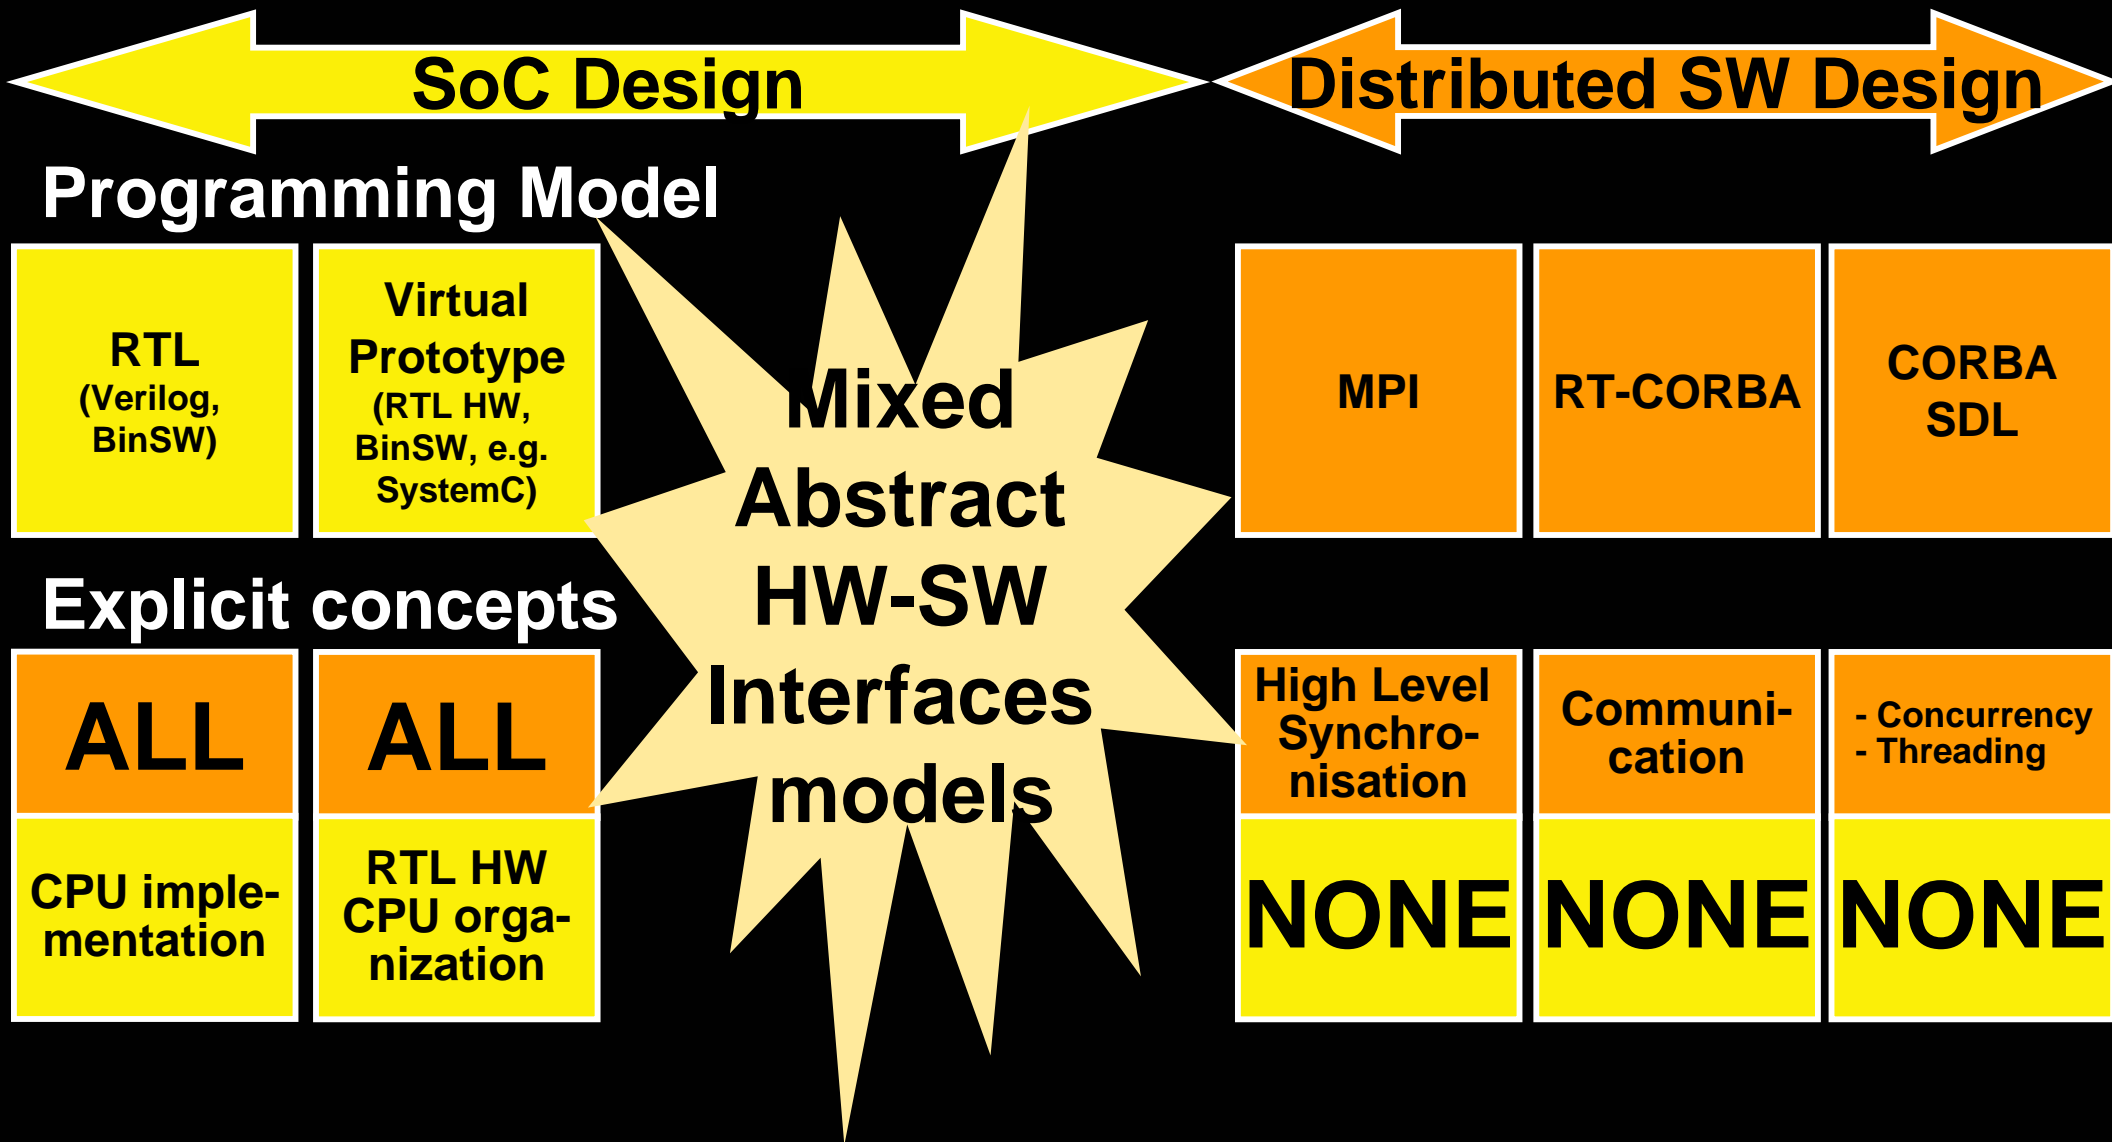 SoC Design
Distributed SW Design
Programming Model
RTL
(Verilog,
BinSW)
Virtual
Prototype
(RTL HW,
BinSW, e.g.
SystemC)
Mixed
Abstract
HW-SW
Interfaces
models
MPI
RT-CORBA
CORBA
SDL
Explicit concepts
ALL
ALL
High Level
Synchro-
nisation
Communi-
cation
- Concurrency
- Threading
CPU imple-
mentation
RTL HW
CPU orga-
nization
NONE
NONE
NONE